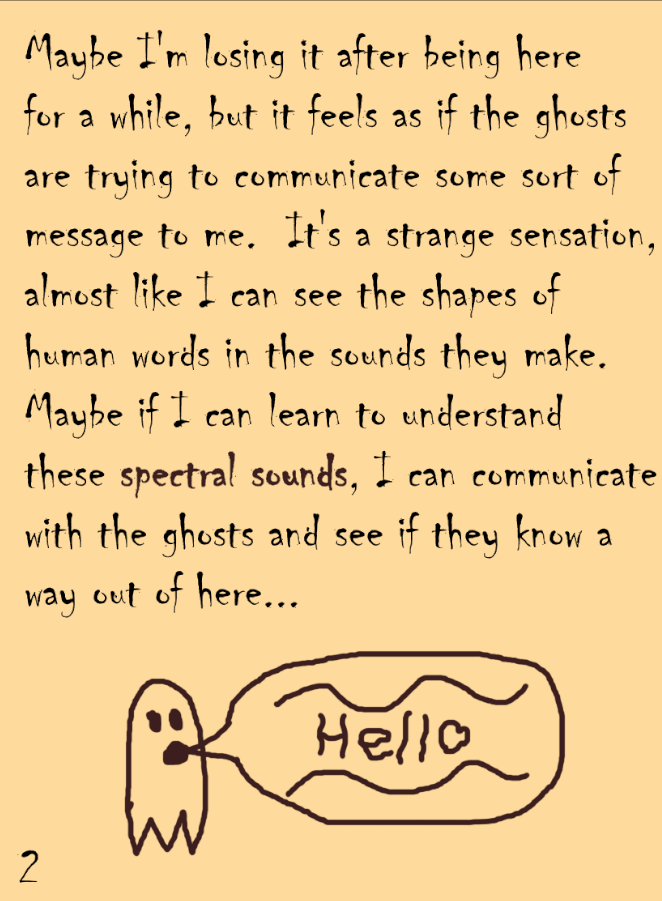 Maybe I'm losing it after being here
for a while, but it feels as if the ghosts
are trying to communicate some sort of
message to me.  It's a strange sensation,
almost like I can see the shapes of
human words in the sounds they make.
Maybe if I can learn to understand
these spectral sounds, I can communicate
with the ghosts and see if they know a
way out of here...
Hello
2